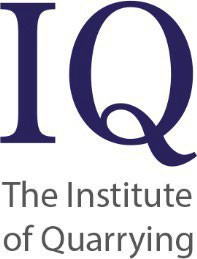 IQ
The Institute
of Quarrying